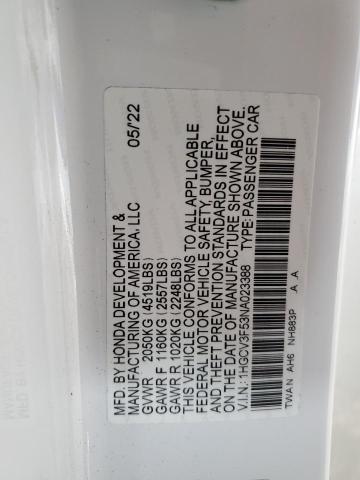 MFD. BY HONDA DEVELOPMENT &
MANUFACTURING OF AMERICA, LLC 05/'22
GVWR 2050KG (4519LBS)
GAWR F 1160KG (2557LBS)
GAWR R 1020KG (2248LBS)
THIS VEHICLE CONFORMS TO ALL APPLICABLE
FEDERAL MOTOR VEHICLE SAFETY, BUMPER,
AND THEFT PREVENTION STANDARDS IN EFFECT
ON THE DATE OF MANUFACTURE SHOWN ABOVE.
V.I.N.: 1HGCV3F53NA023388 TYPE: PASSENGER CAR
TWA N AH6 NH883P .A .A